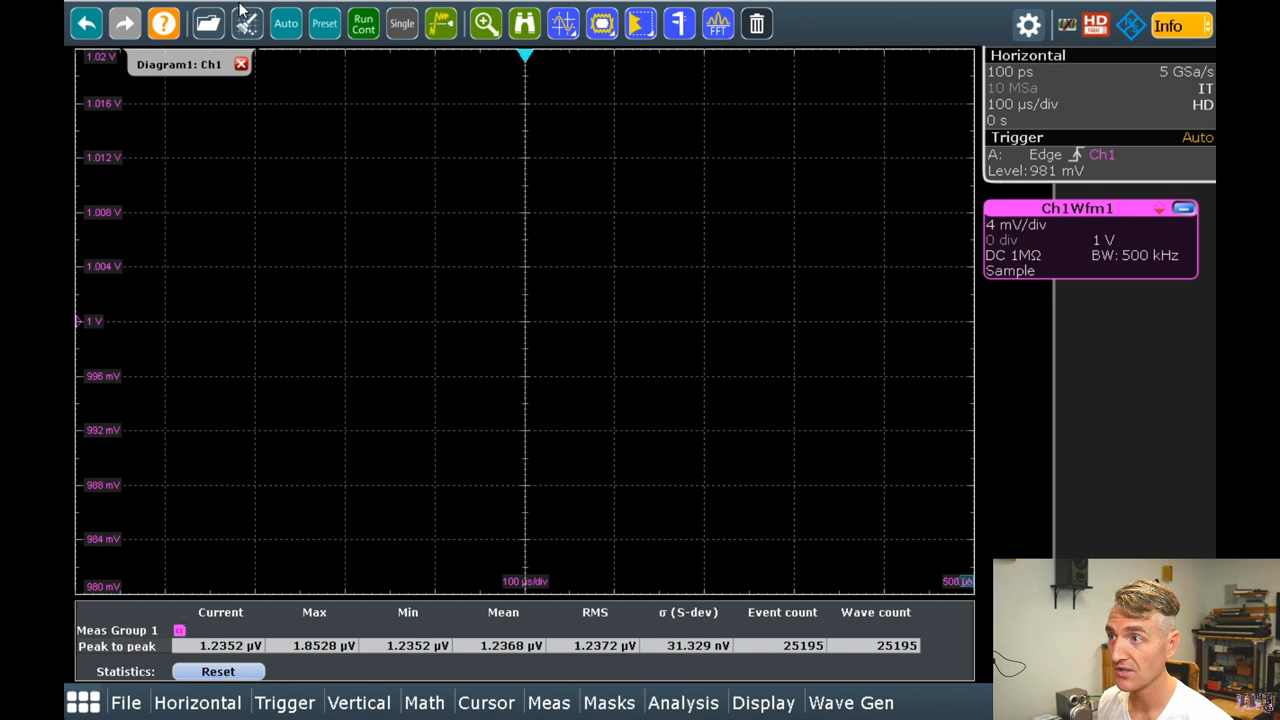 Auto
Preset
Run
Cont
Single
FFT
HD
16bit
Info
Diagram1: Ch1
1.02 V
1.016 V
1.012 V
1.008 V
1.004 V
1 V
996 mV
992 mV
988 mV
984 mV
980 mV
100 µs/div
500 µs
Horizontal
100 ps 5 GSa/s
10 MSa IT
100 µs/div HD
0 s
Trigger Auto
A: Edge Ch1
Level: 981 mV
Ch1Wfm1
4 mV/div
0 div 1 V
DC 1MΩ BW: 500 kHz
Sample
Current Max Min Mean RMS σ (S-dev) Event count Wave count
Meas Group 1 C1
Peak to peak 1.2352 µV 1.8528 µV 1.2352 µV 1.2368 µV 1.2372 µV 31.329 nV 25195 25195
Statistics: Reset
File Horizontal Trigger Vertical Math Cursor Meas Masks Analysis Display Wave Gen